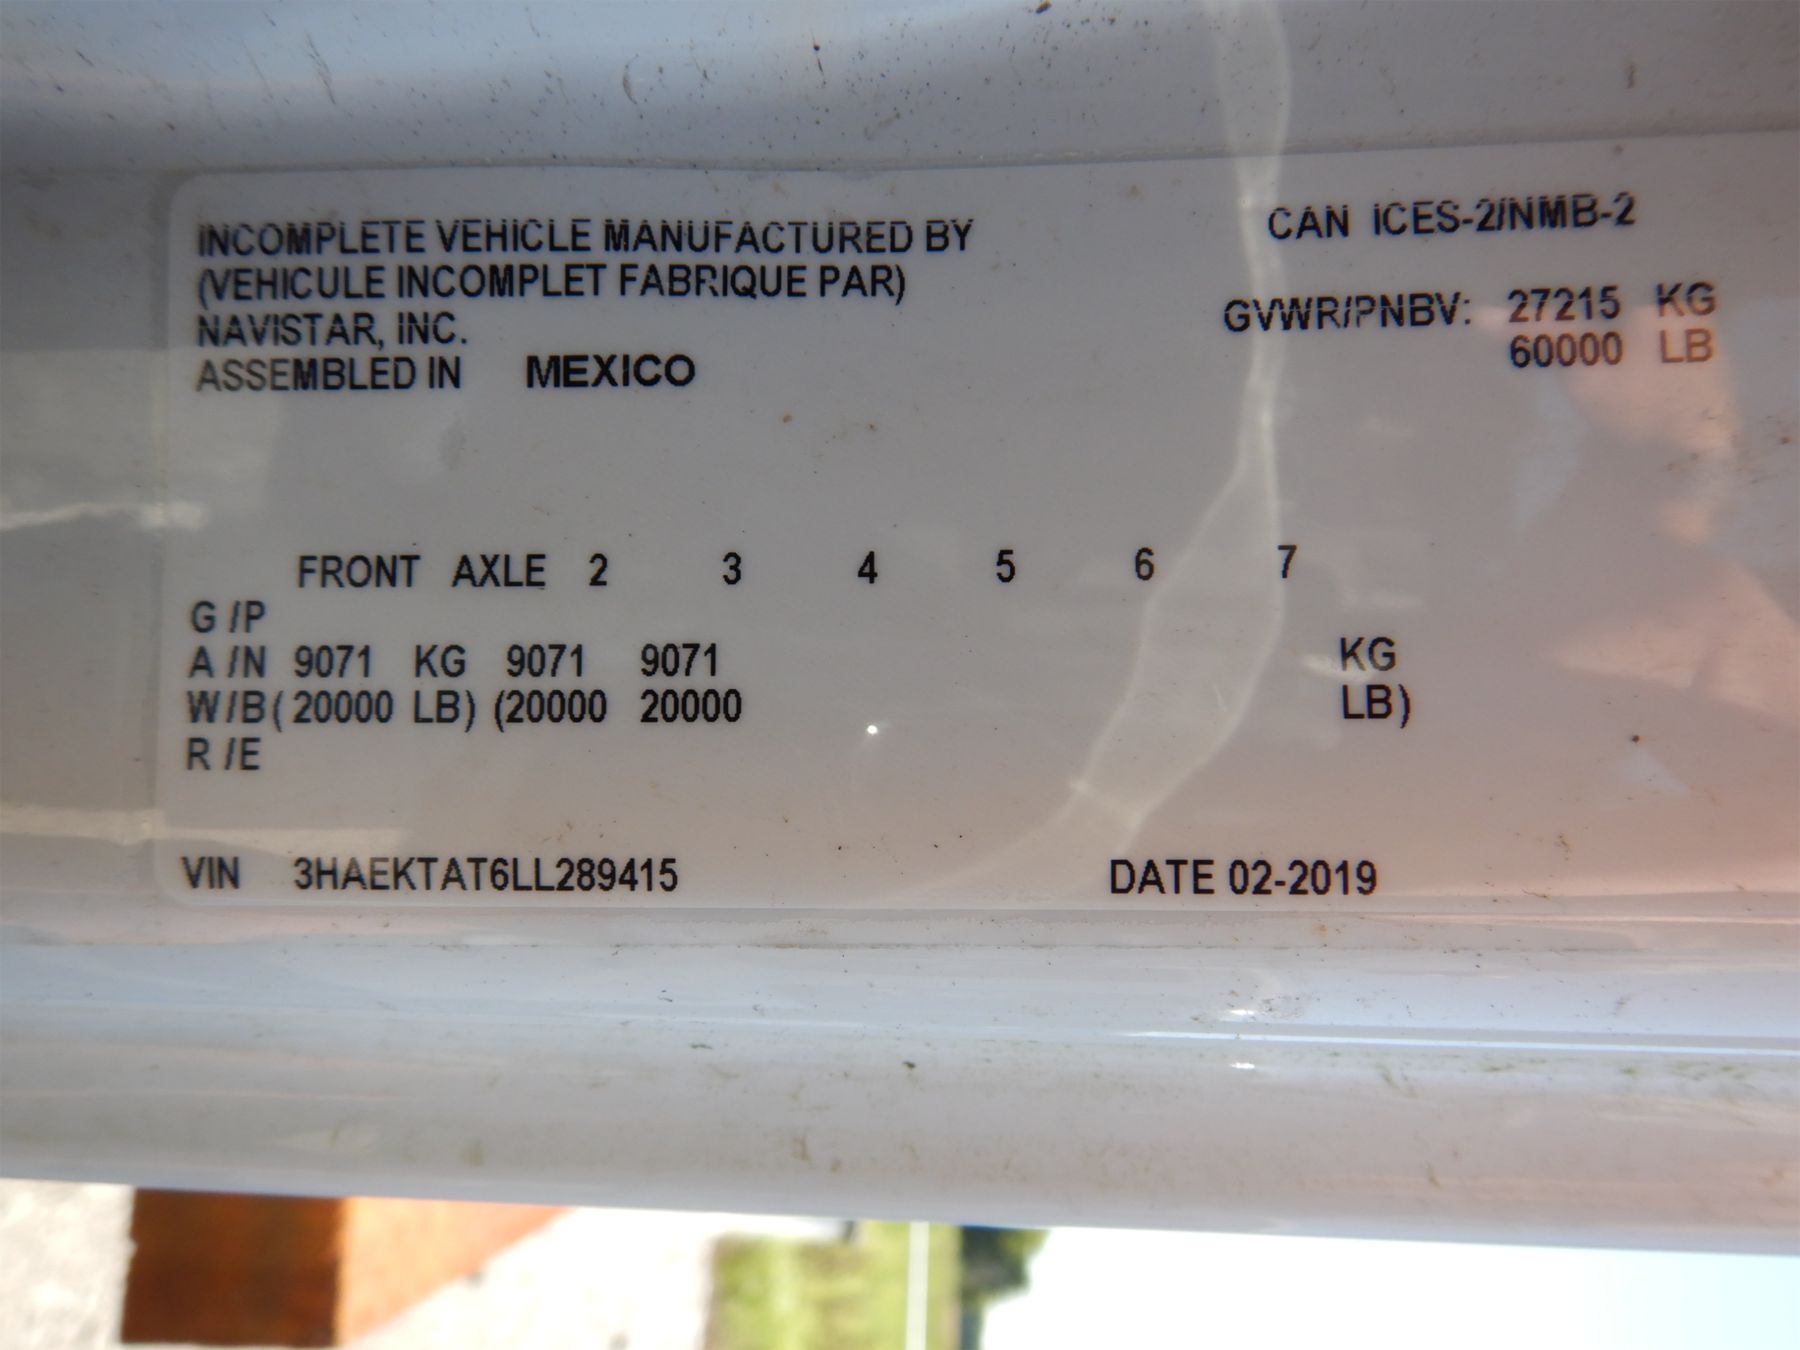 INCOMPLETE VEHICLE MANUFACTURED BY
(VEHICULE INCOMPLET FABRIQUE PAR)
NAVISTAR, INC.
ASSEMBLED IN MEXICO
CAN ICES-2/NMB-2
GVWR/PNBV: 27215 KG
60000 LB
FRONT AXLE 2 3 4 5 6 7
G /P
A /N 9071 KG 9071 9071 KG
W/B (20000 LB) (20000 20000 LB)
R /E
VIN 3HAEKTAT6LL289415 DATE 02-2019